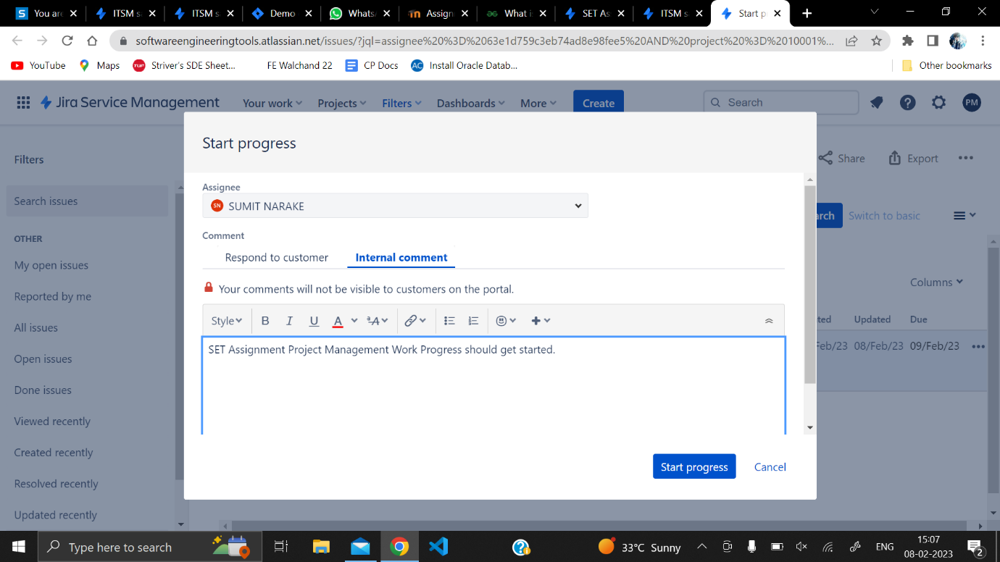 You are
ITSM s
ITSM s
Demo
Whats
Assign
What i
SET As
ITSM s
Start p
softwareengineeringtools.atlassian.net/issues/?jql=assignee%20%3D%2063e1d759c3eb74ad8e98fee5%20AND%20project%20%3D%2010001%...
YouTube
Maps
Striver's SDE Sheet...
FE Walchand 22
CP Docs
AC
Install Oracle Datab...
Other bookmarks
Jira Service Management
Your work
Projects
Filters
Dashboards
More
Create
Search
PM
Start progress
Filters
Share
Export
Search issues
Assignee
SN SUMIT NARAKE
arch
Switch to basic
OTHER
Comment
My open issues
Respond to customer
Internal comment
Columns
Reported by me
Your comments will not be visible to customers on the portal.
All issues
Style
B I U A
ted
Updated
Due
Open issues
SET Assignment Project Management Work Progress should get started.
Feb/23
08/Feb/23
09/Feb/23
Done issues
Viewed recently
Created recently
Start progress
Cancel
Resolved recently
Updated recently
Type here to search
33°C Sunny
ENG
15:07
08-02-2023
2